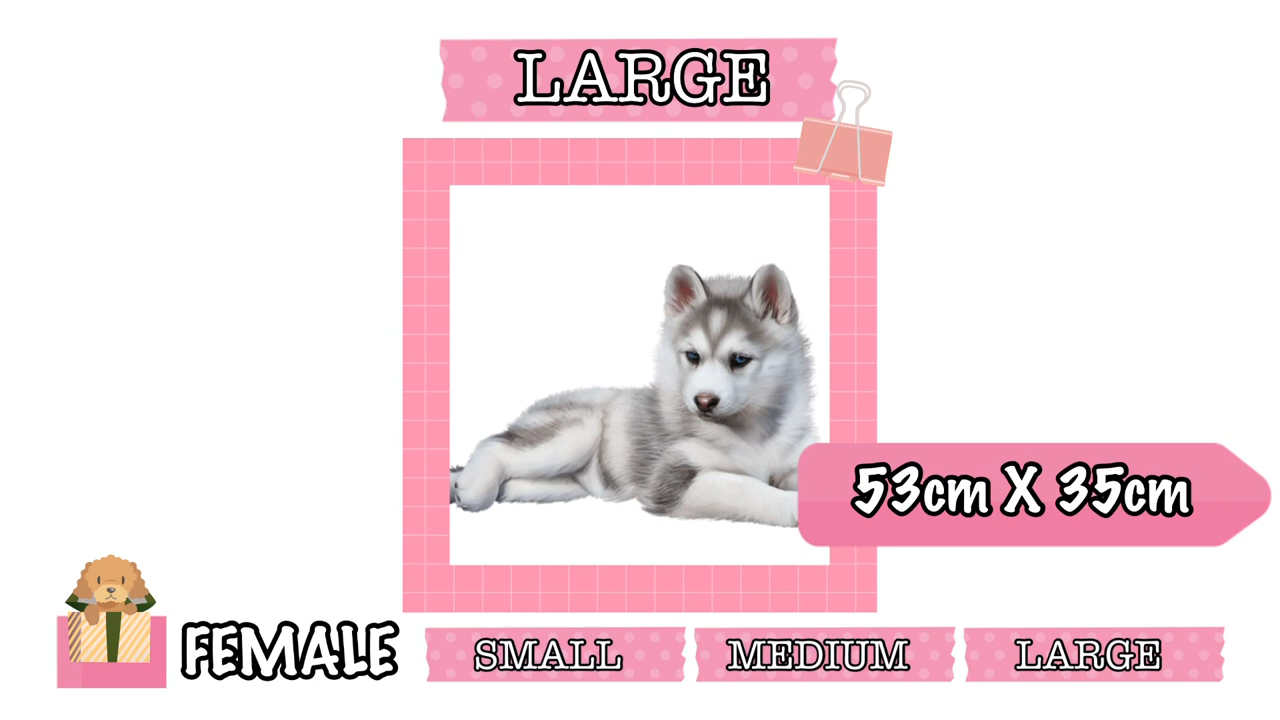 LARGE
53cm X 35cm
FEMALE
SMALL
MEDIUM
LARGE